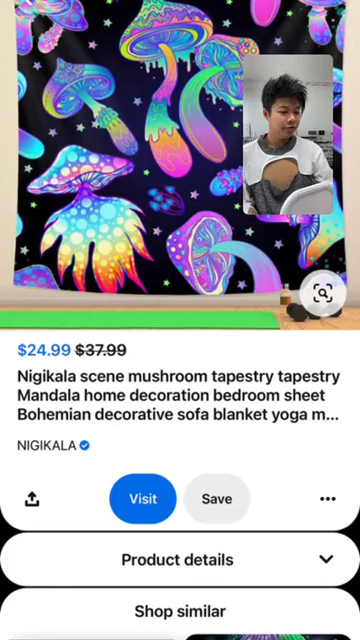 $24.99 $37.99
Nigikala scene mushroom tapestry tapestry
Mandala home decoration bedroom sheet
Bohemian decorative sofa blanket yoga m...
NIGIKALA
Visit
Save
Product details
Shop similar